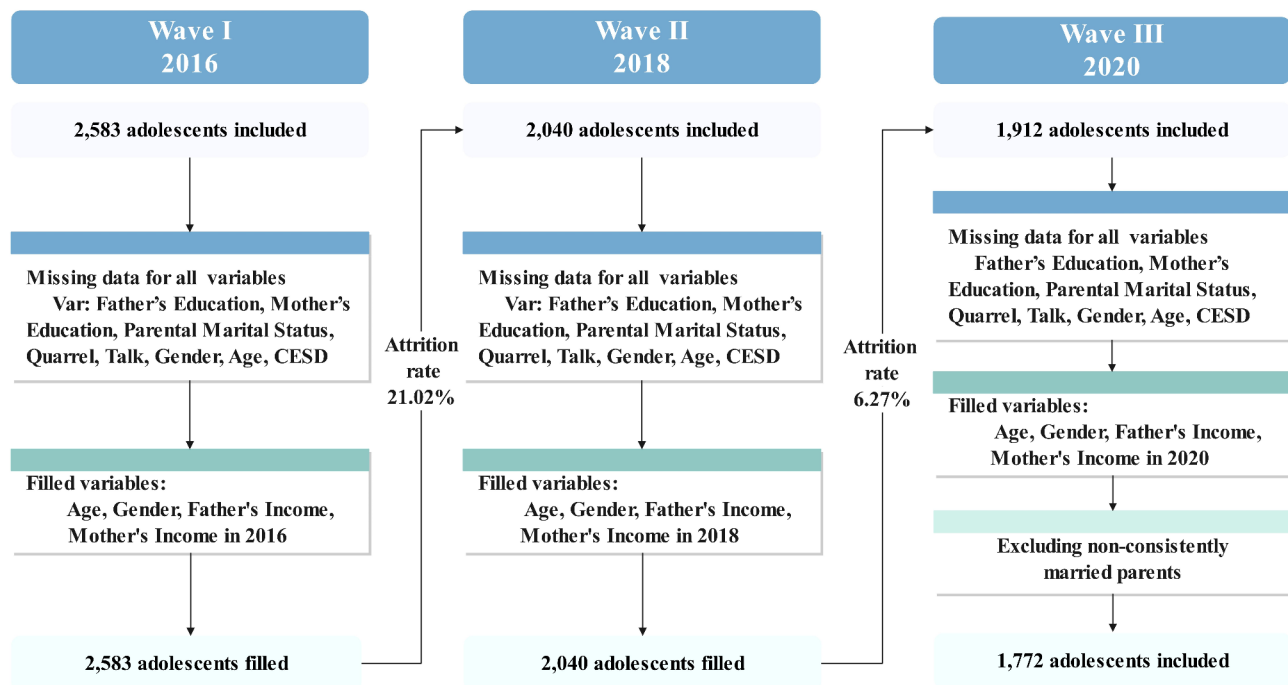 Wave I
2016
2,583 adolescents included
Missing data for all variables
Var: Father's Education, Mother's
Education, Parental Marital Status,
Quarrel, Talk, Gender, Age, CESD
Filled variables:
Age, Gender, Father's Income,
Mother's Income in 2016
2,583 adolescents filled
Attrition
rate
21.02%
Wave II
2018
2,040 adolescents included
Missing data for all variables
Var: Father's Education, Mother's
Education, Parental Marital Status,
Quarrel, Talk, Gender, Age, CESD
Filled variables:
Age, Gender, Father's Income,
Mother's Income in 2018
2,040 adolescents filled
Attrition
rate
6.27%
Wave III
2020
1,912 adolescents included
Missing data for all variables
Father's Education, Mother's
Education, Parental Marital Status,
Quarrel, Talk, Gender, Age, CESD
Filled variables:
Age, Gender, Father's Income,
Mother's Income in 2020
Excluding non-consistently
married parents
1,772 adolescents included